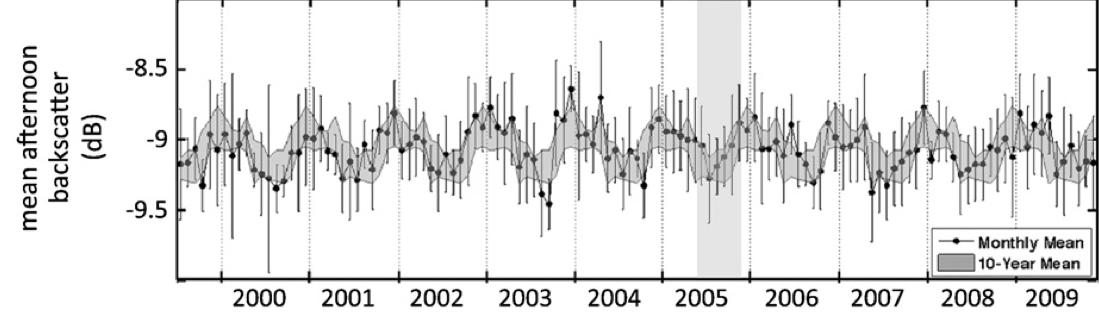 mean afternoon
backscatter
(dB)
-8.5
-9
-9.5
Monthly Mean
10-Year Mean
2000 2001 2002 2003 2004 2005 2006 2007 2008 2009